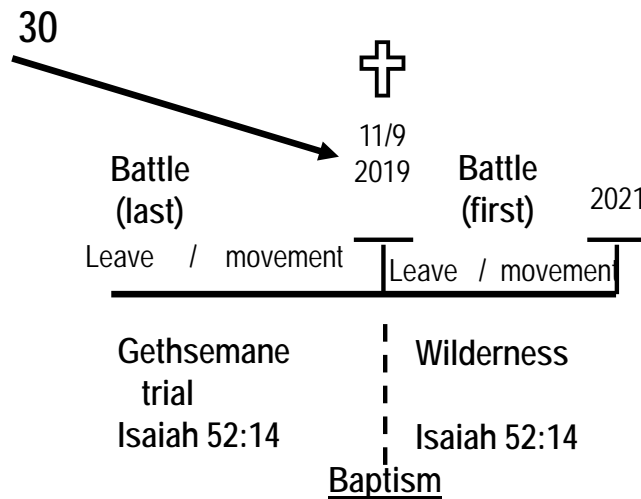 30
11/9
2019
Battle
(last)
Battle
(first)
2021
Leave / movement
Leave / movement
Gethsemane
trial
Isaiah 52:14
Wilderness
Isaiah 52:14
Baptism